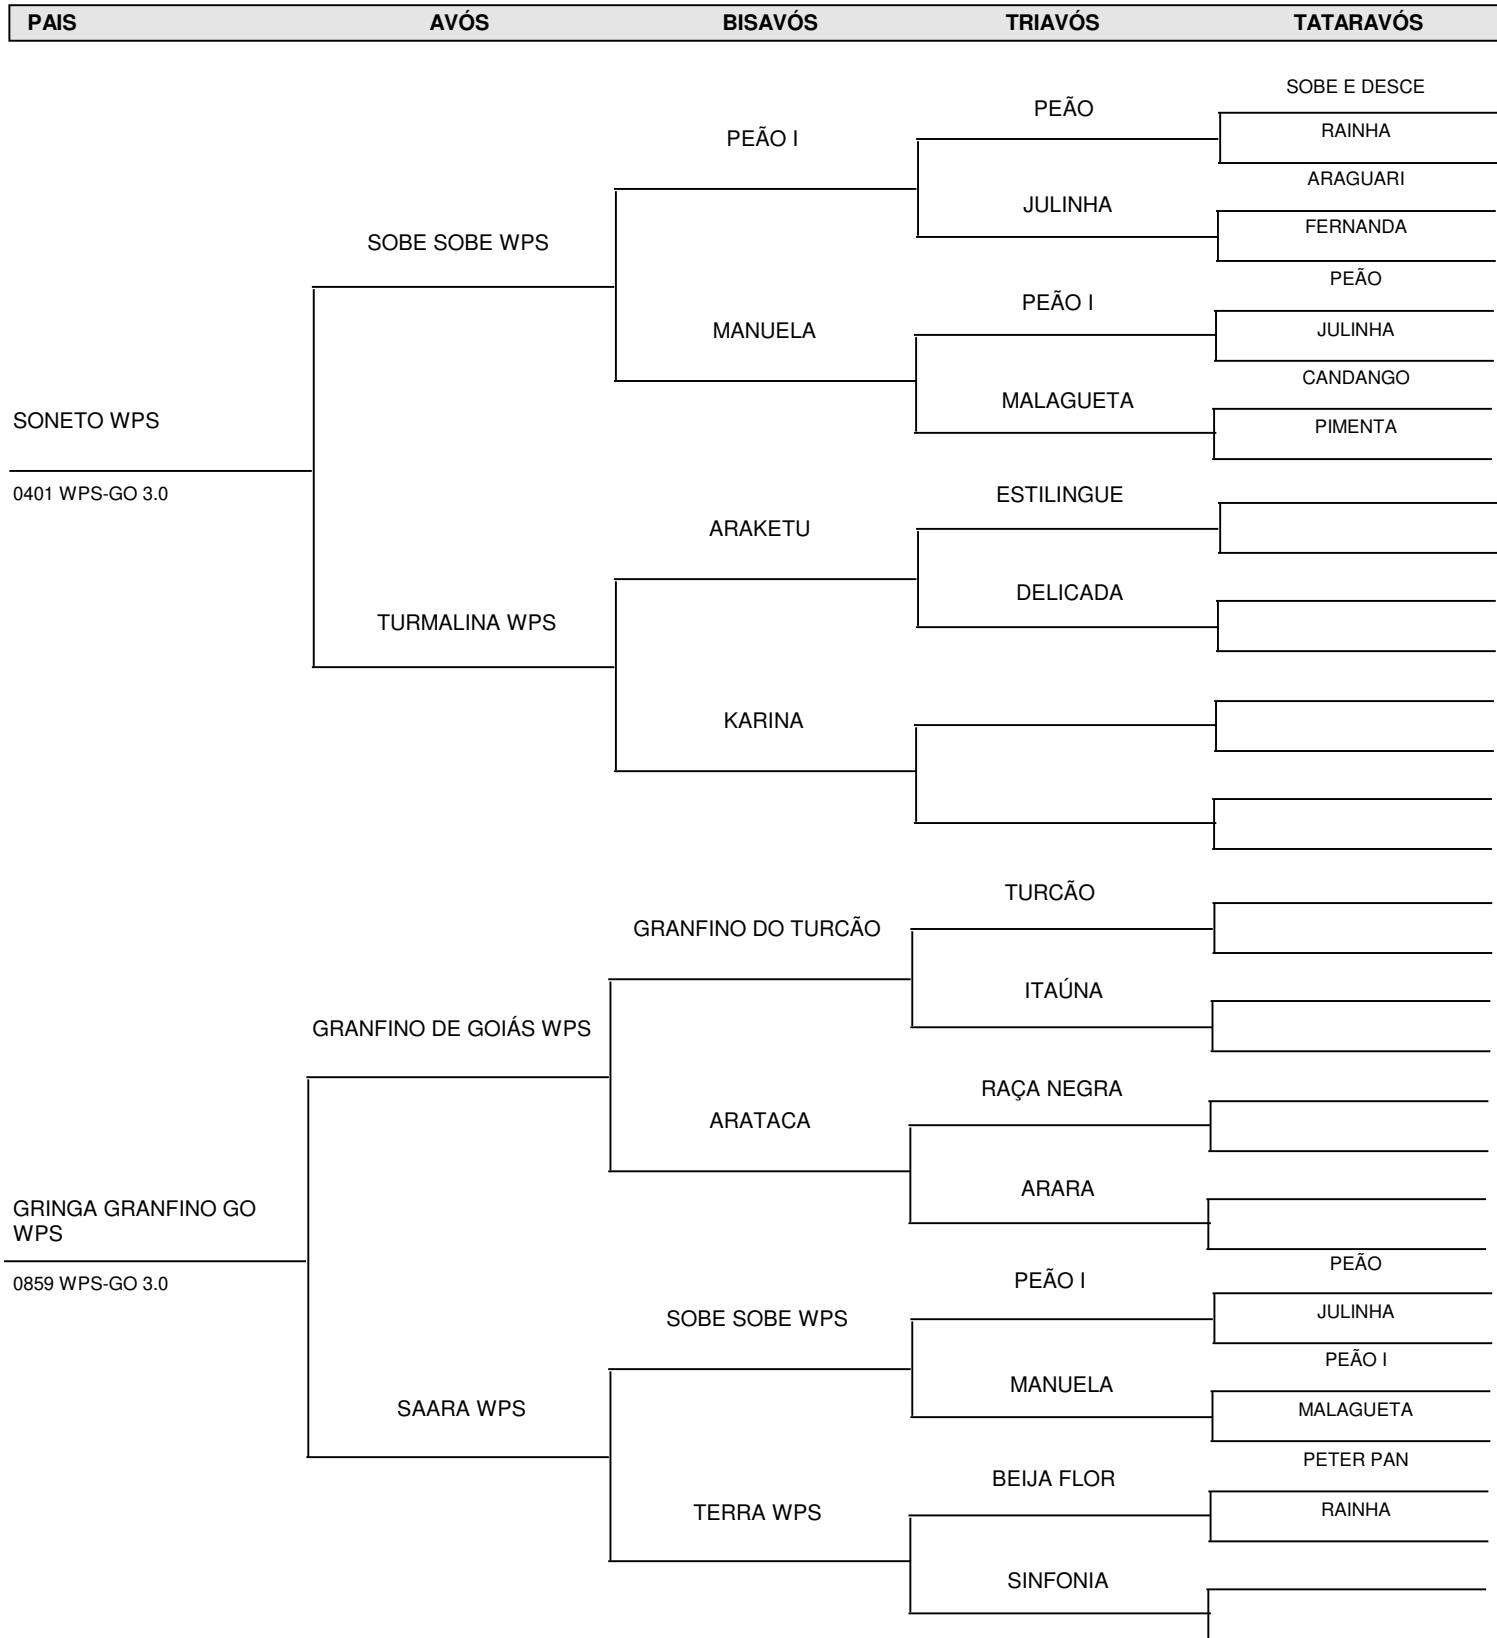 PAIS AVÓS BISAVÓS TRIAVÓS TATARAVÓS
SOBE E DESCE
PEÃO
RAINHA
PEÃO I
ARAGUARI
JULINHA
FERNANDA
SOBE SOBE WPS
PEÃO
PEÃO I
JULINHA
MANUELA
CANDANGO
MALAGUETA
PIMENTA
SONETO WPS
0401 WPS-GO 3.0
ESTILINGUE
ARAKETU
DELICADA
TURMALINA WPS
KARINA
TURCÃO
GRANFINO DO TURCÃO
ITAÚNA
GRANFINO DE GOIÁS WPS
RAÇA NEGRA
ARATACA
ARARA
GRINGA GRANFINO GO
WPS
0859 WPS-GO 3.0
PEÃO
PEÃO I
JULINHA
SOBE SOBE WPS
PEÃO I
MANUELA
MALAGUETA
SAARA WPS
PETER PAN
BEIJA FLOR
RAINHA
TERRA WPS
SINFONIA